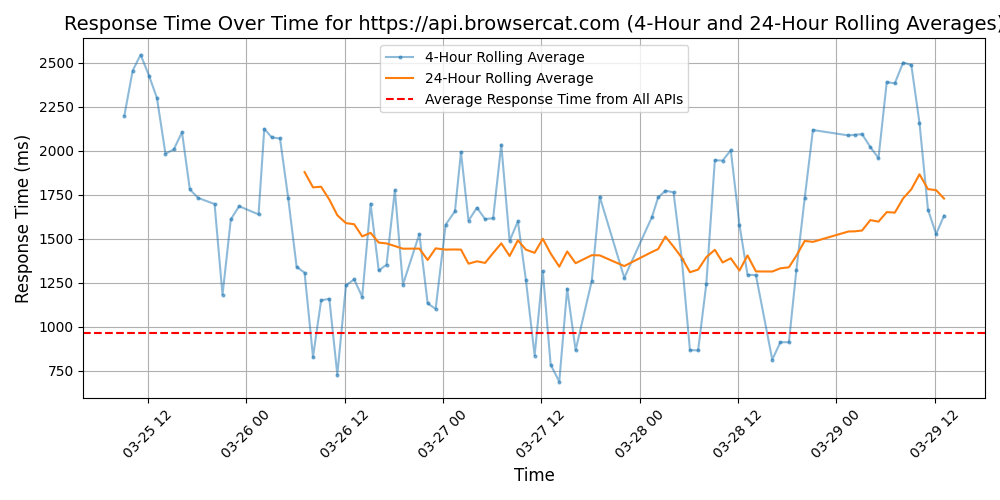 Response Time Over Time for https://api.browsercat.com (4-Hour and 24-Hour Rolling Averages)
4-Hour Rolling Average
24-Hour Rolling Average
Average Response Time from All APIs
Response Time (ms)
2500
2250
2000
1750
1500
1250
1000
750
03-25 12
03-26 00
03-26 12
03-27 00
03-27 12
03-28 00
03-28 12
03-29 00
03-29 12
Time